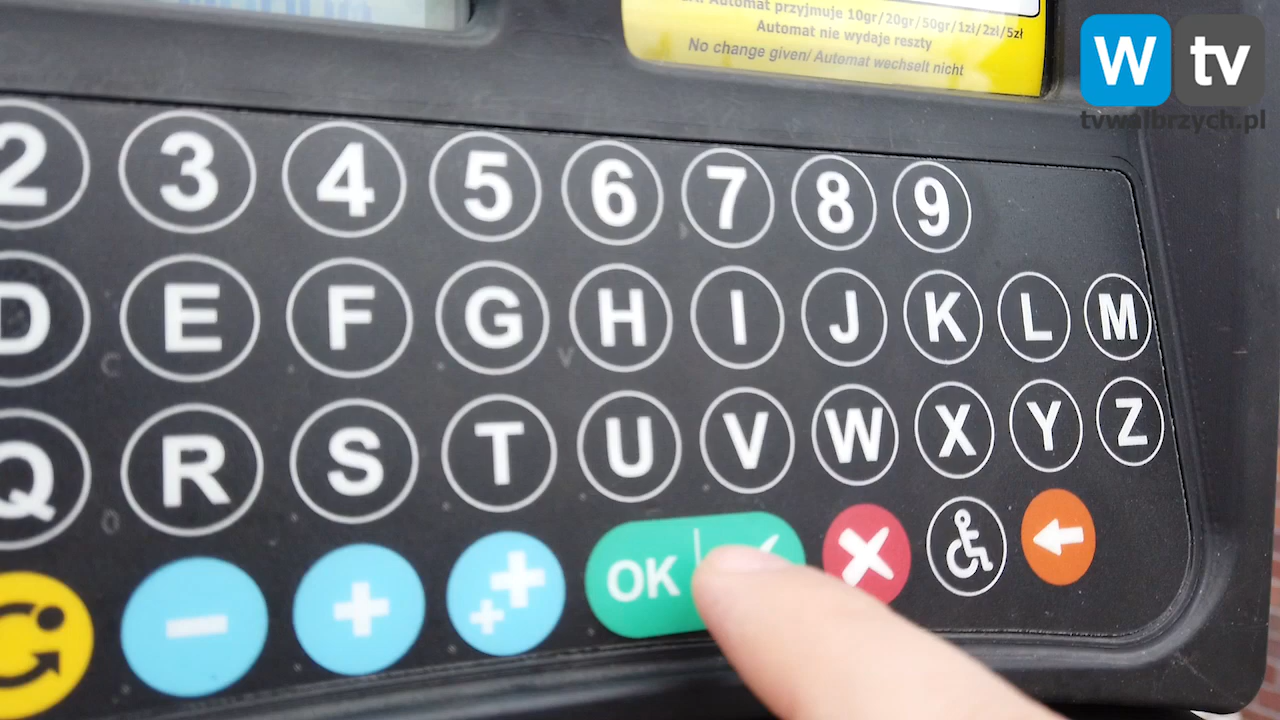 Automat przyjmuje 10gr/20gr/50gr/1zł/2zł/5zł
Automat nie wydaje reszty
No change given/ Automat wechselt nicht
W tv
tvwalbrzych.pl
2 3 4 5 6 7 8 9
D E F G H I J K L M
Q R S T U V W X Y Z
- + ++ OK